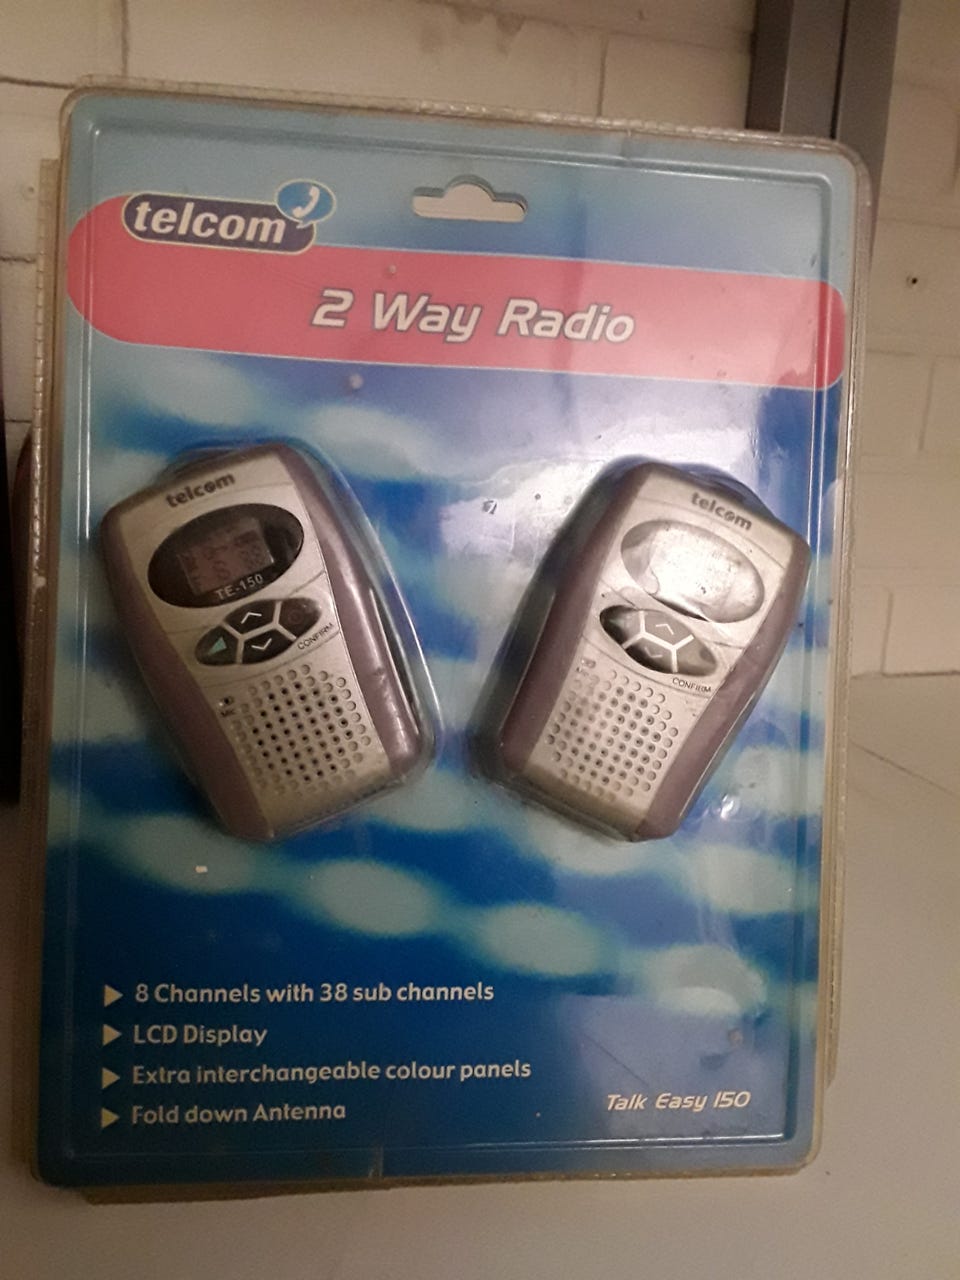 telcom
2 Way Radio
telcom
TE-150
CONFIRM
telcom
CONFIRM
8 Channels with 38 sub channels
LCD Display
Extra interchangeable colour panels
Fold down Antenna
Talk Easy 150